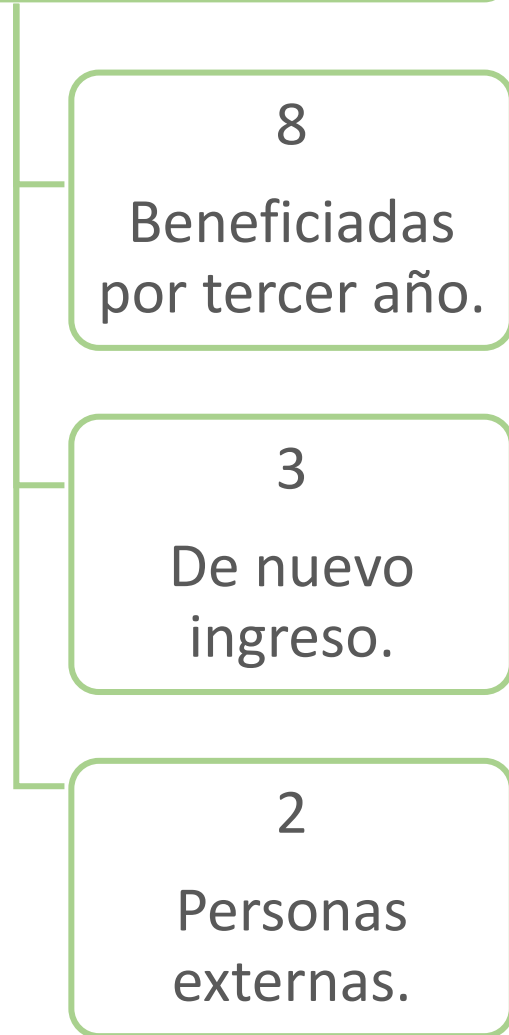 8
Beneficiadas
por tercer año.
3
De nuevo
ingreso.
2
Personas
externas.